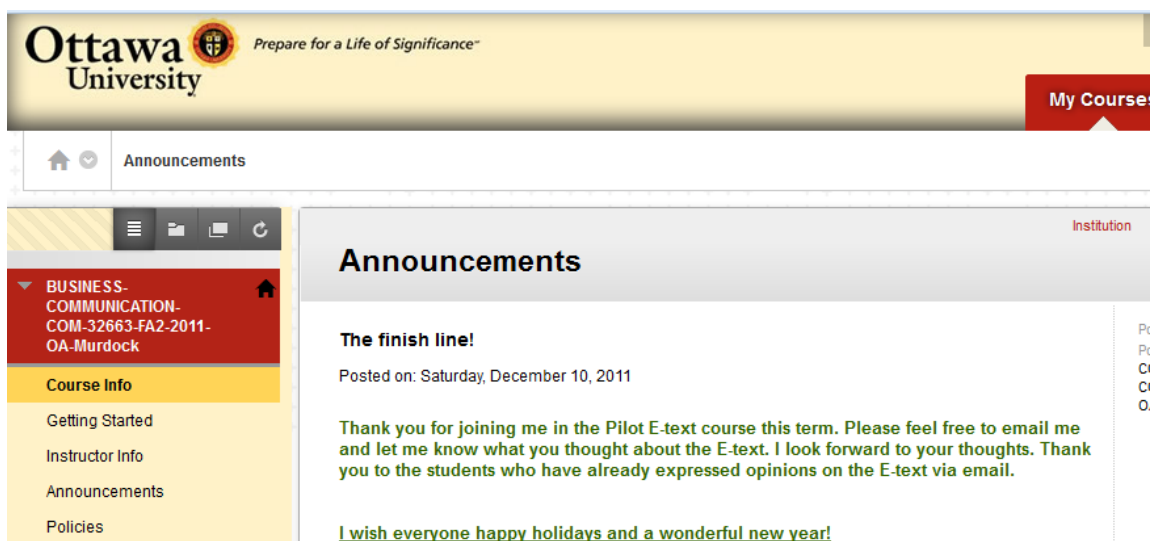 Ottawa
University
Prepare for a Life of Significance℠
My Courses
Announcements
Institution
Announcements
BUSINESS-
COMMUNICATION-
COM-32663-FA2-2011-
OA-Murdock
Course Info
Getting Started
Instructor Info
Announcements
Policies
The finish line!
Posted on: Saturday, December 10, 2011
Thank you for joining me in the Pilot E-text course this term. Please feel free to email me
and let me know what you thought about the E-text. I look forward to your thoughts. Thank
you to the students who have already expressed opinions on the E-text via email.
I wish everyone happy holidays and a wonderful new year!